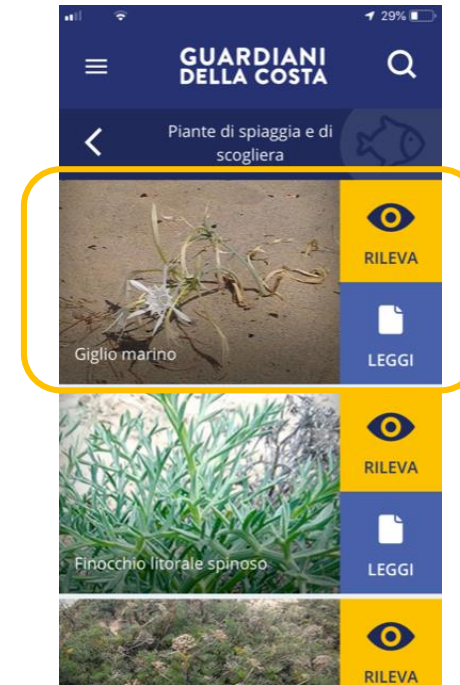 29%
GUARDIANI
DELLA COSTA
Piante di spiaggia e di
scogliera
RILEVA
Giglio marino
LEGGI
RILEVA
Finocchio litorale spinoso
LEGGI
RILEVA